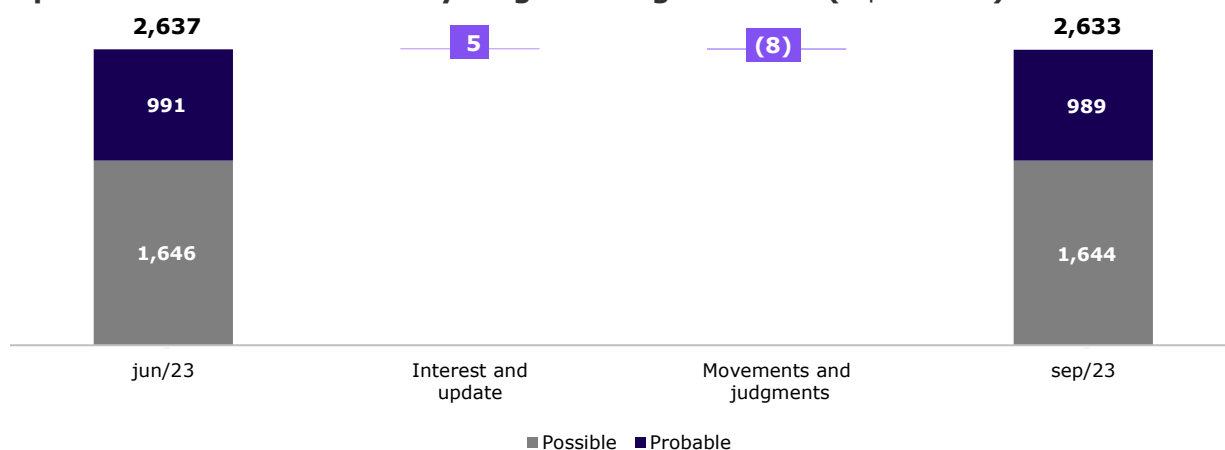 2,637
5
(8)
2,633
991
989
1,646
1,644
jun/23
Interest and
update
Movements and
judgments
sep/23
Possible
Probable